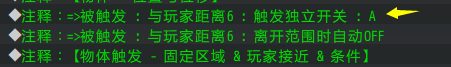 ◆注释：=>被触发 : 与玩家距离6 : 触发独立开关 : A
◆注释：=>被触发 : 与玩家距离6 : 离开范围时自动OFF
◆注释：【物体触发 - 固定区域 & 玩家接近 & 条件】